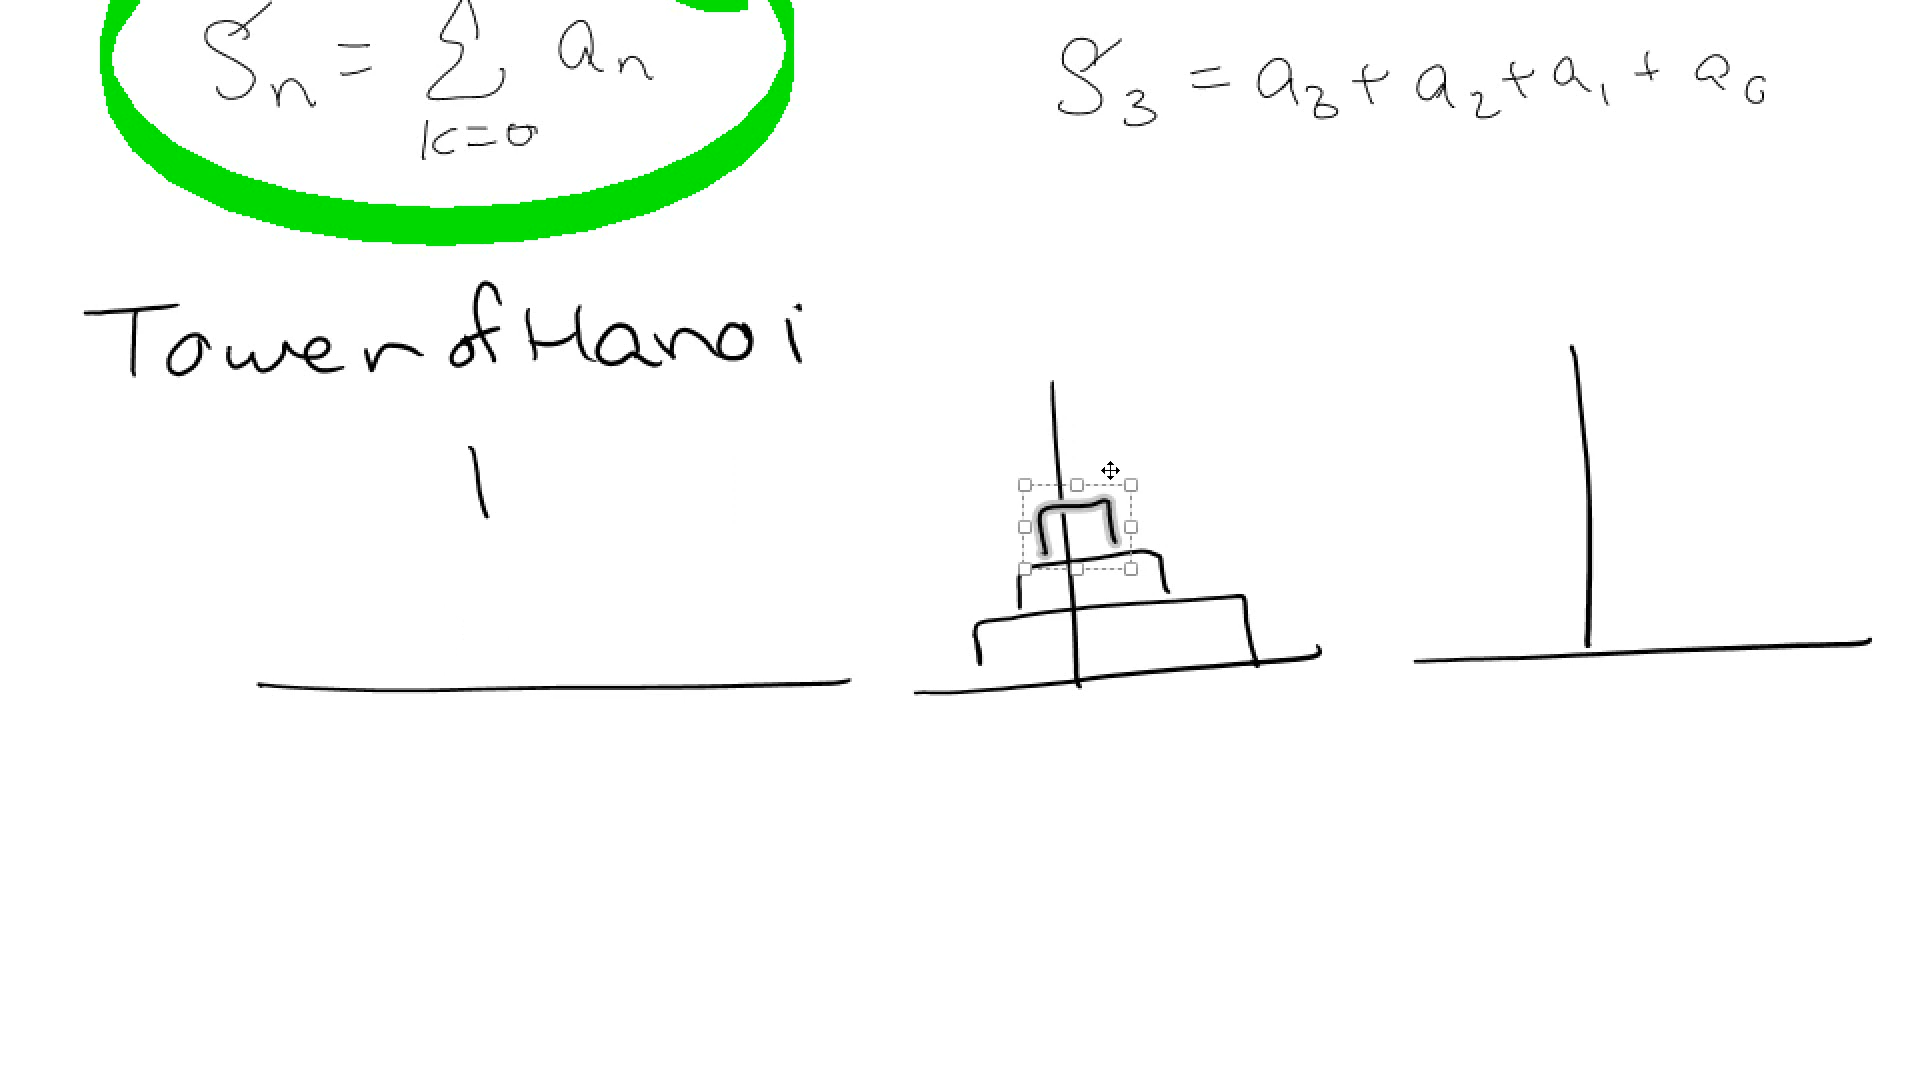 Sn = ∑ an
k=0
S3 = a3 + a2 + a1 + a0
Tower of Hanoi